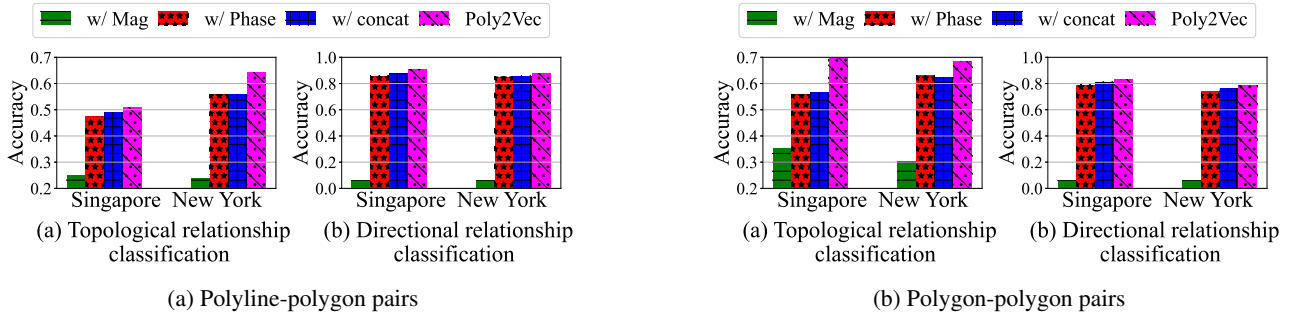 w/ Mag w/ Phase w/ concat Poly2Vec
Accuracy
0.7
0.6
0.5
0.4
0.3
0.2
Singapore New York
(a) Topological relationship
classification
Accuracy
1.0
0.8
0.6
0.4
0.2
0.0
Singapore New York
(b) Directional relationship
classification
(a) Polyline-polygon pairs
w/ Mag w/ Phase w/ concat Poly2Vec
Accuracy
0.7
0.6
0.5
0.4
0.3
0.2
Singapore New York
(a) Topological relationship
classification
Accuracy
1.0
0.8
0.6
0.4
0.2
0.0
Singapore New York
(b) Directional relationship
classification
(b) Polygon-polygon pairs